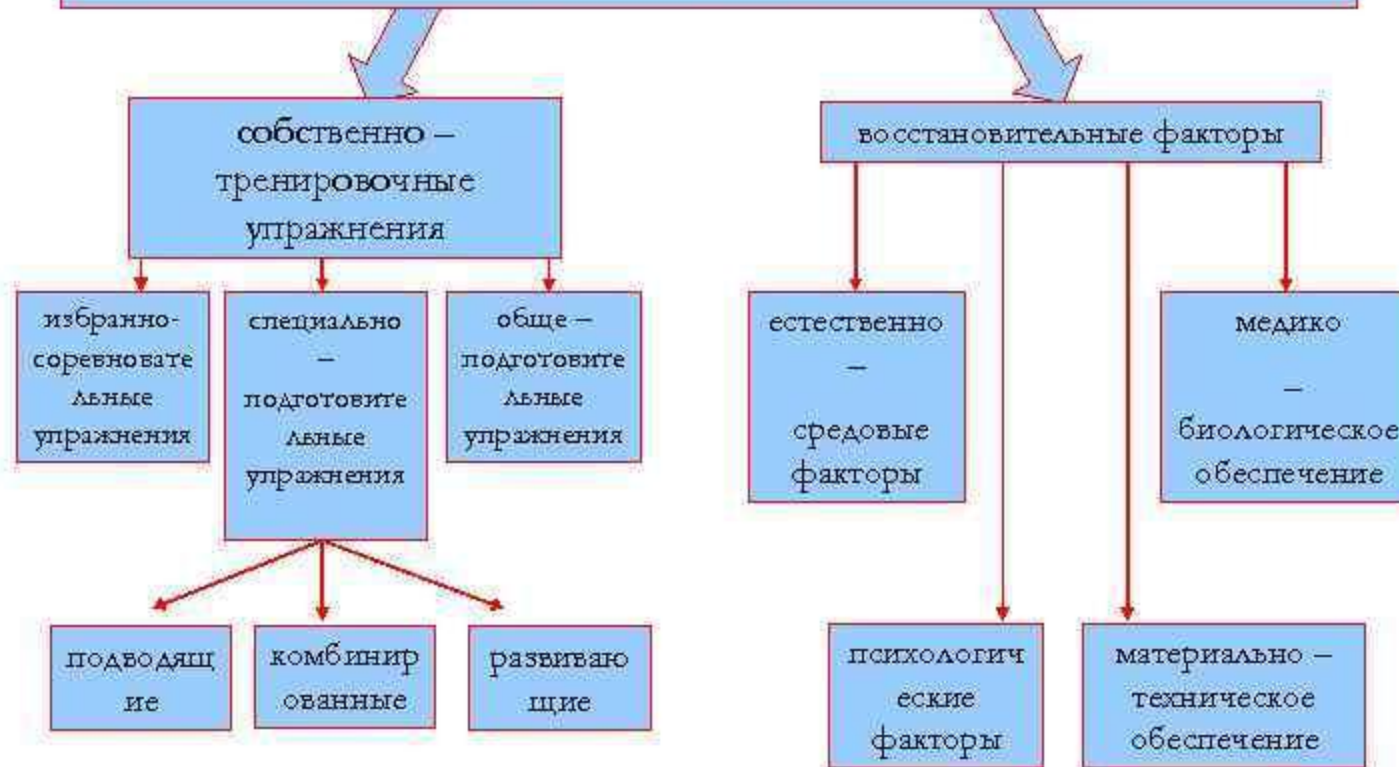 собственно –
тренировочные
упражнения
восстановительные факторы
избранно-
соревновате
льные
упражнения
специально
–
подготовите
льные
упражнения
обще –
подготовите
льные
упражнения
естественно
–
средовые
факторы
медико
–
биологическое
обеспечение
подводящ
ие
комбинир
ованные
развиваю
щие
психологич
еские
факторы
материально –
техническое
обеспечение